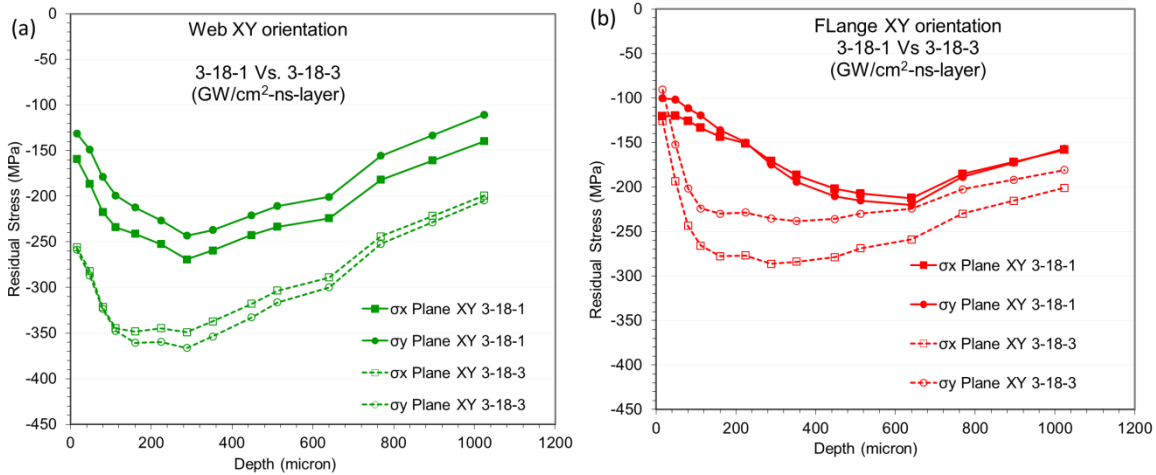 (a)
Web XY orientation
3-18-1 Vs. 3-18-3
(GW/cm²-ns-layer)
Residual Stress (MPa)
0
-50
-100
-150
-200
-250
-300
-350
-400
-450
σx Plane XY 3-18-1
σy Plane XY 3-18-1
σx Plane XY 3-18-3
σy Plane XY 3-18-3
0 200 400 600 800 1000 1200
Depth (micron)
(b)
FLange XY orientation
3-18-1 Vs 3-18-3
(GW/cm²-ns-layer)
Residual Stress (MPa)
0
-50
-100
-150
-200
-250
-300
-350
-400
-450
σx Plane XY 3-18-1
σy Plane XY 3-18-1
σx Plane XY 3-18-3
σy Plane XY 3-18-3
0 200 400 600 800 1000 1200
Depth (micron)